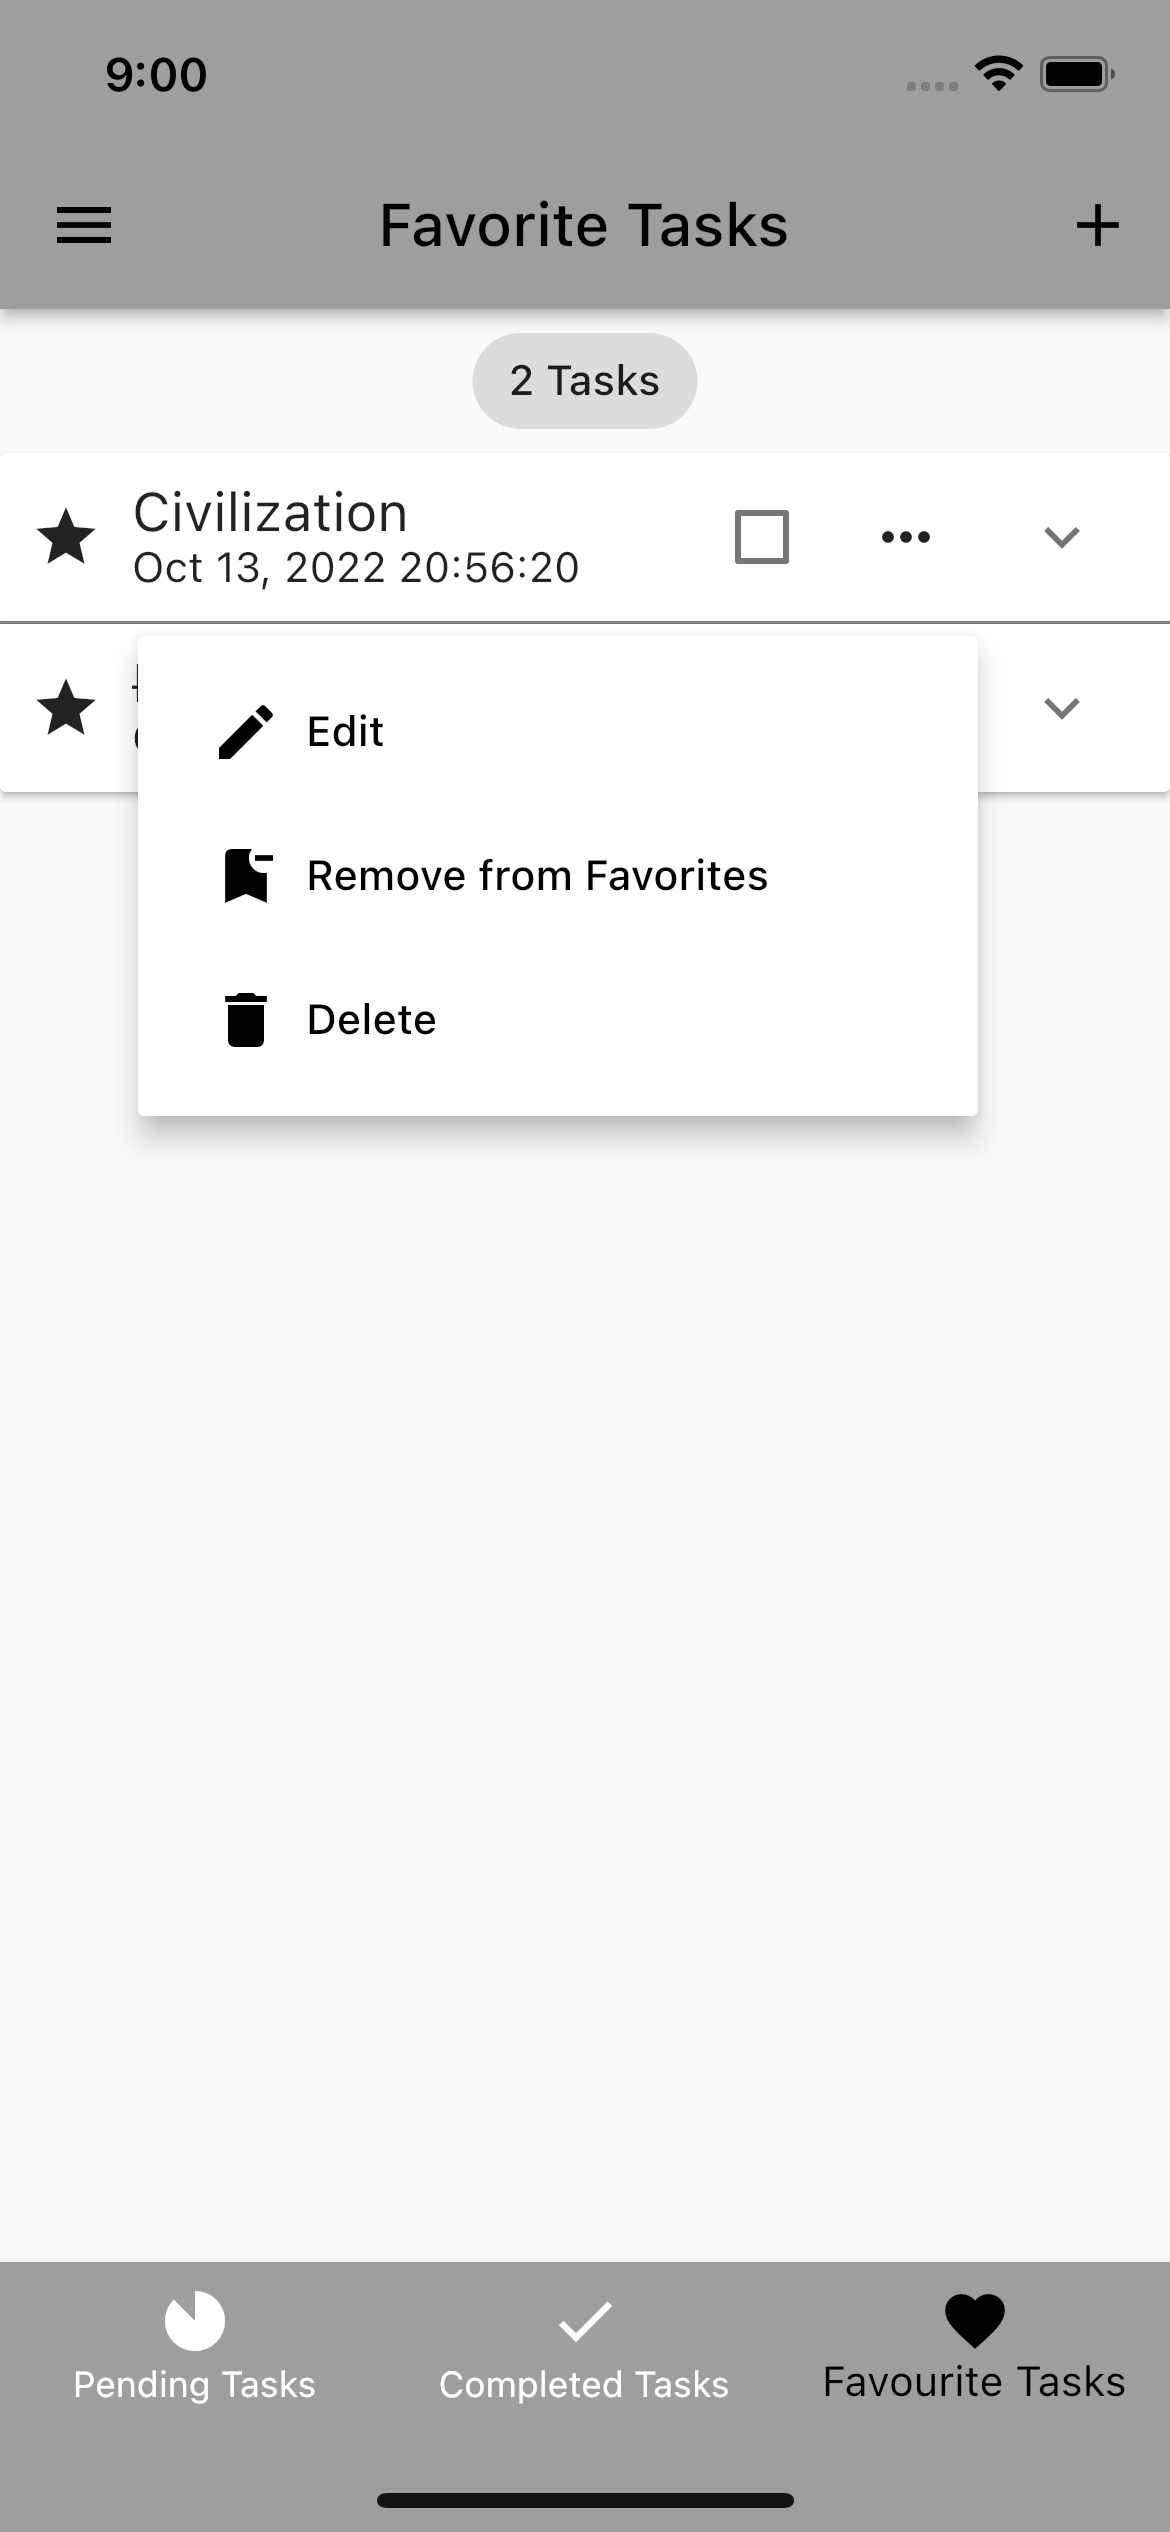 9:00
Favorite Tasks
2 Tasks
Civilization
Oct 13, 2022 20:56:20
Edit
Remove from Favorites
Delete
Pending Tasks
Completed Tasks
Favourite Tasks